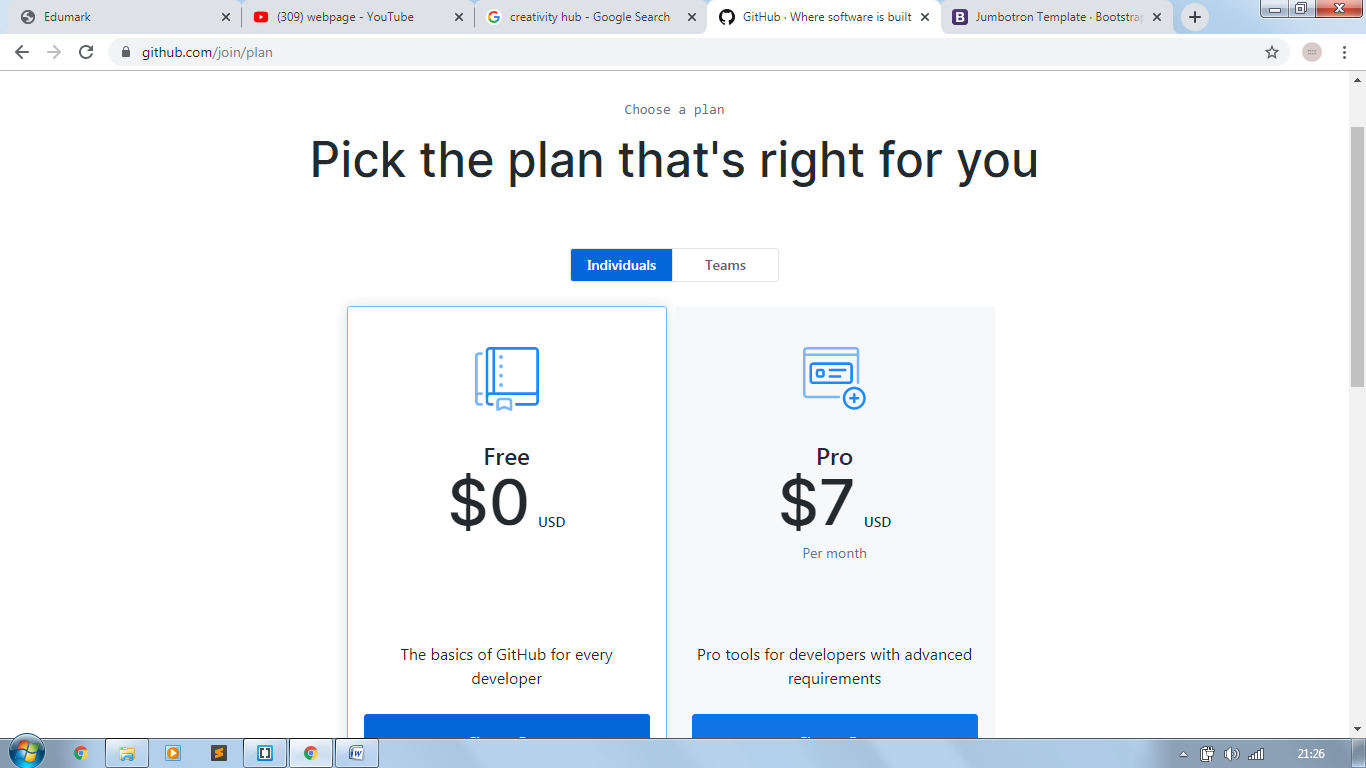 Edumark
(309) webpage - YouTube
creativity hub - Google Search
GitHub · Where software is built
Jumbotron Template · Bootstrap
github.com/join/plan
Choose a plan
Pick the plan that's right for you
Individuals
Teams
Free
$0 USD
The basics of GitHub for every
developer
Pro
$7 USD
Per month
Pro tools for developers with advanced
requirements
21:26